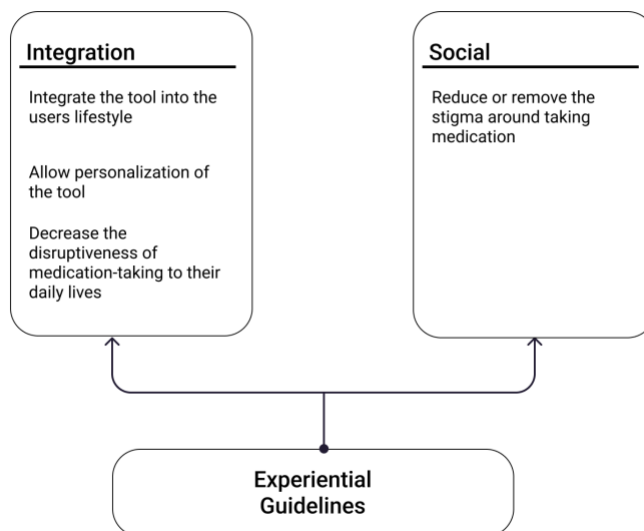 Integration
Integrate the tool into the
users lifestyle
Allow personalization of
the tool
Decrease the
disruptiveness of
medication-taking to their
daily lives
Social
Reduce or remove the
stigma around taking
medication
Experiential
Guidelines